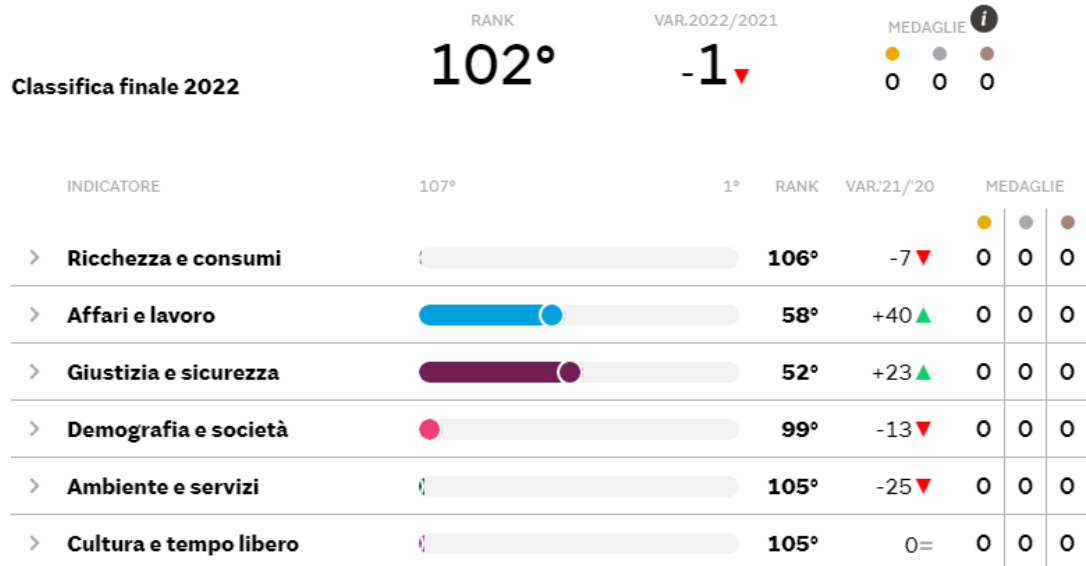 RANK VAR.2022/2021 MEDAGLIE i
Classifica finale 2022 102° -1▼ 0 0 0
INDICATORE 107° 1° RANK VAR.'21/'20 MEDAGLIE
> Ricchezza e consumi 106° -7▼ 0 0 0
> Affari e lavoro 58° +40▲ 0 0 0
> Giustizia e sicurezza 52° +23▲ 0 0 0
> Demografia e società 99° -13▼ 0 0 0
> Ambiente e servizi 105° -25▼ 0 0 0
> Cultura e tempo libero 105° 0= 0 0 0